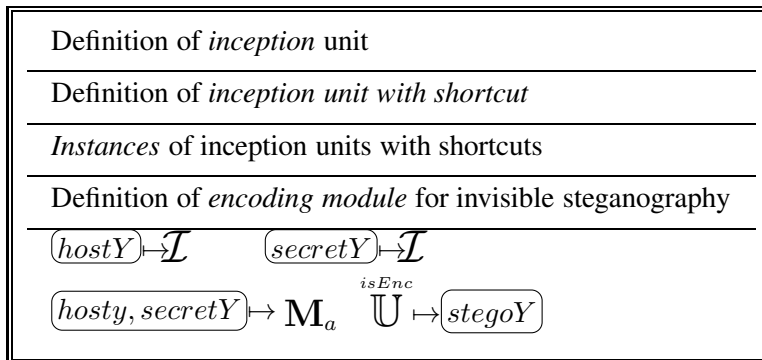 Definition of inception unit
Definition of inception unit with shortcut
Instances of inception units with shortcuts
Definition of encoding module for invisible steganography
hostY ↦ 𝓘 secretY ↦ 𝓘
hosty, secretY ↦ M_a 𝕌^{isEnc} ↦ stegoY